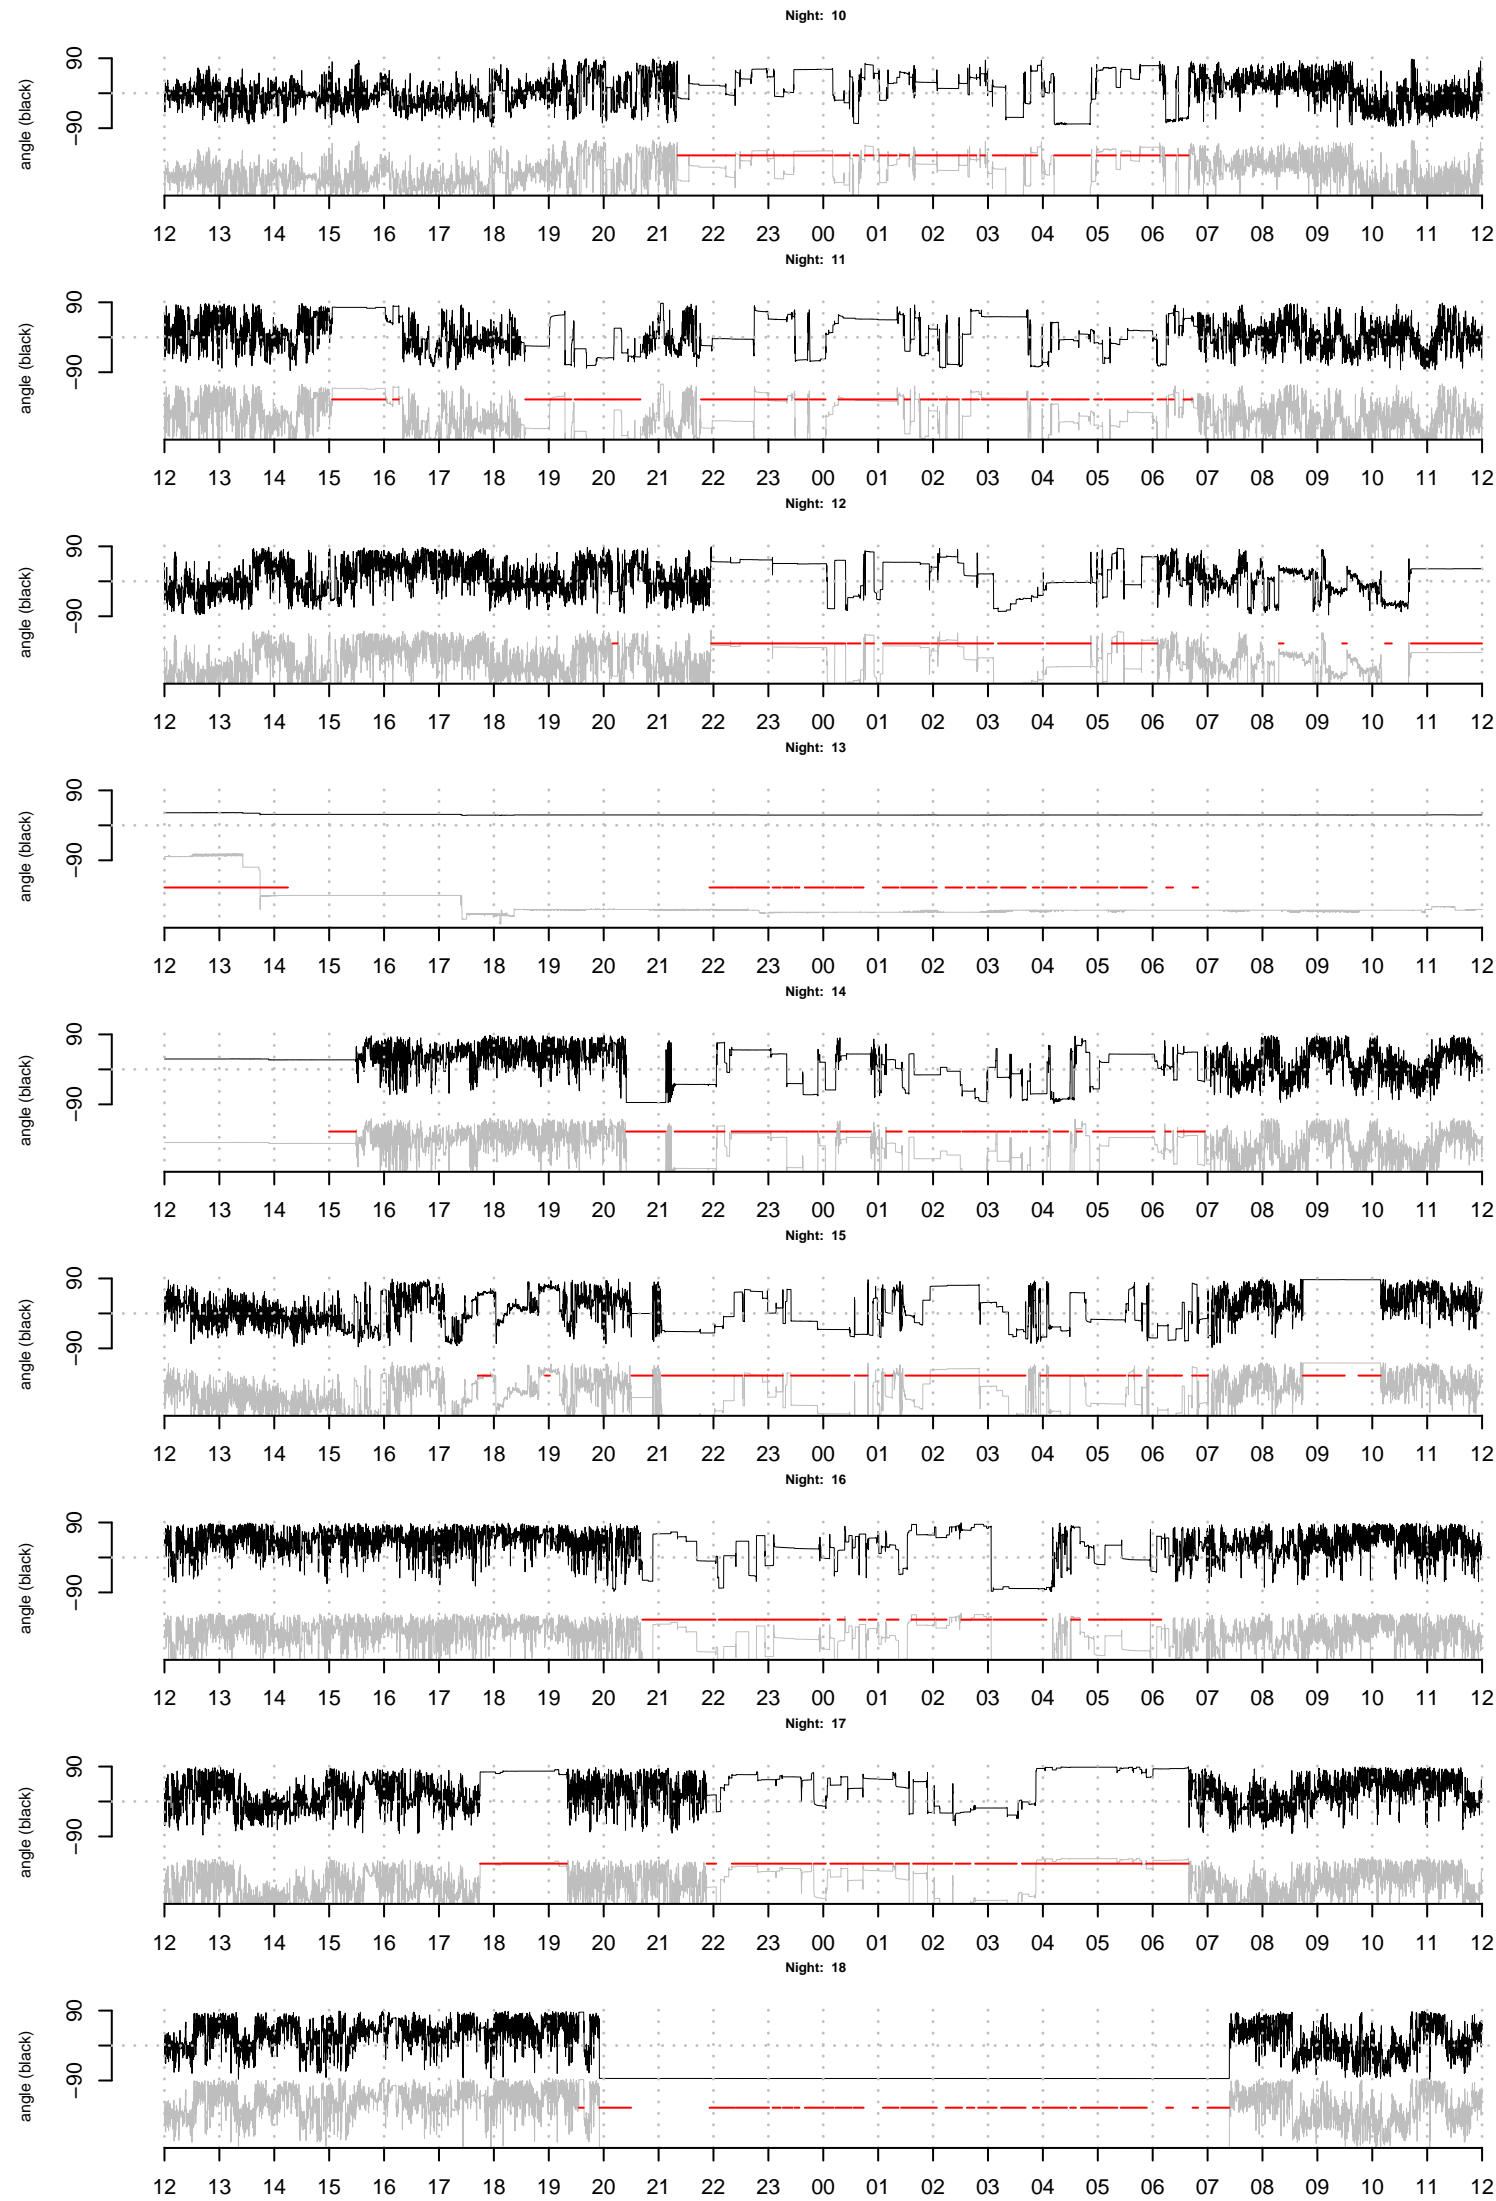 Night: 10
90
-90
angle (black)
12 13 14 15 16 17 18 19 20 21 22 23 00 01 02 03 04 05 06 07 08 09 10 11 12
Night: 11
90
-90
angle (black)
12 13 14 15 16 17 18 19 20 21 22 23 00 01 02 03 04 05 06 07 08 09 10 11 12
Night: 12
90
-90
angle (black)
12 13 14 15 16 17 18 19 20 21 22 23 00 01 02 03 04 05 06 07 08 09 10 11 12
Night: 13
90
-90
angle (black)
12 13 14 15 16 17 18 19 20 21 22 23 00 01 02 03 04 05 06 07 08 09 10 11 12
Night: 14
90
-90
angle (black)
12 13 14 15 16 17 18 19 20 21 22 23 00 01 02 03 04 05 06 07 08 09 10 11 12
Night: 15
90
-90
angle (black)
12 13 14 15 16 17 18 19 20 21 22 23 00 01 02 03 04 05 06 07 08 09 10 11 12
Night: 16
90
-90
angle (black)
12 13 14 15 16 17 18 19 20 21 22 23 00 01 02 03 04 05 06 07 08 09 10 11 12
Night: 17
90
-90
angle (black)
12 13 14 15 16 17 18 19 20 21 22 23 00 01 02 03 04 05 06 07 08 09 10 11 12
Night: 18
90
-90
angle (black)
12 13 14 15 16 17 18 19 20 21 22 23 00 01 02 03 04 05 06 07 08 09 10 11 12